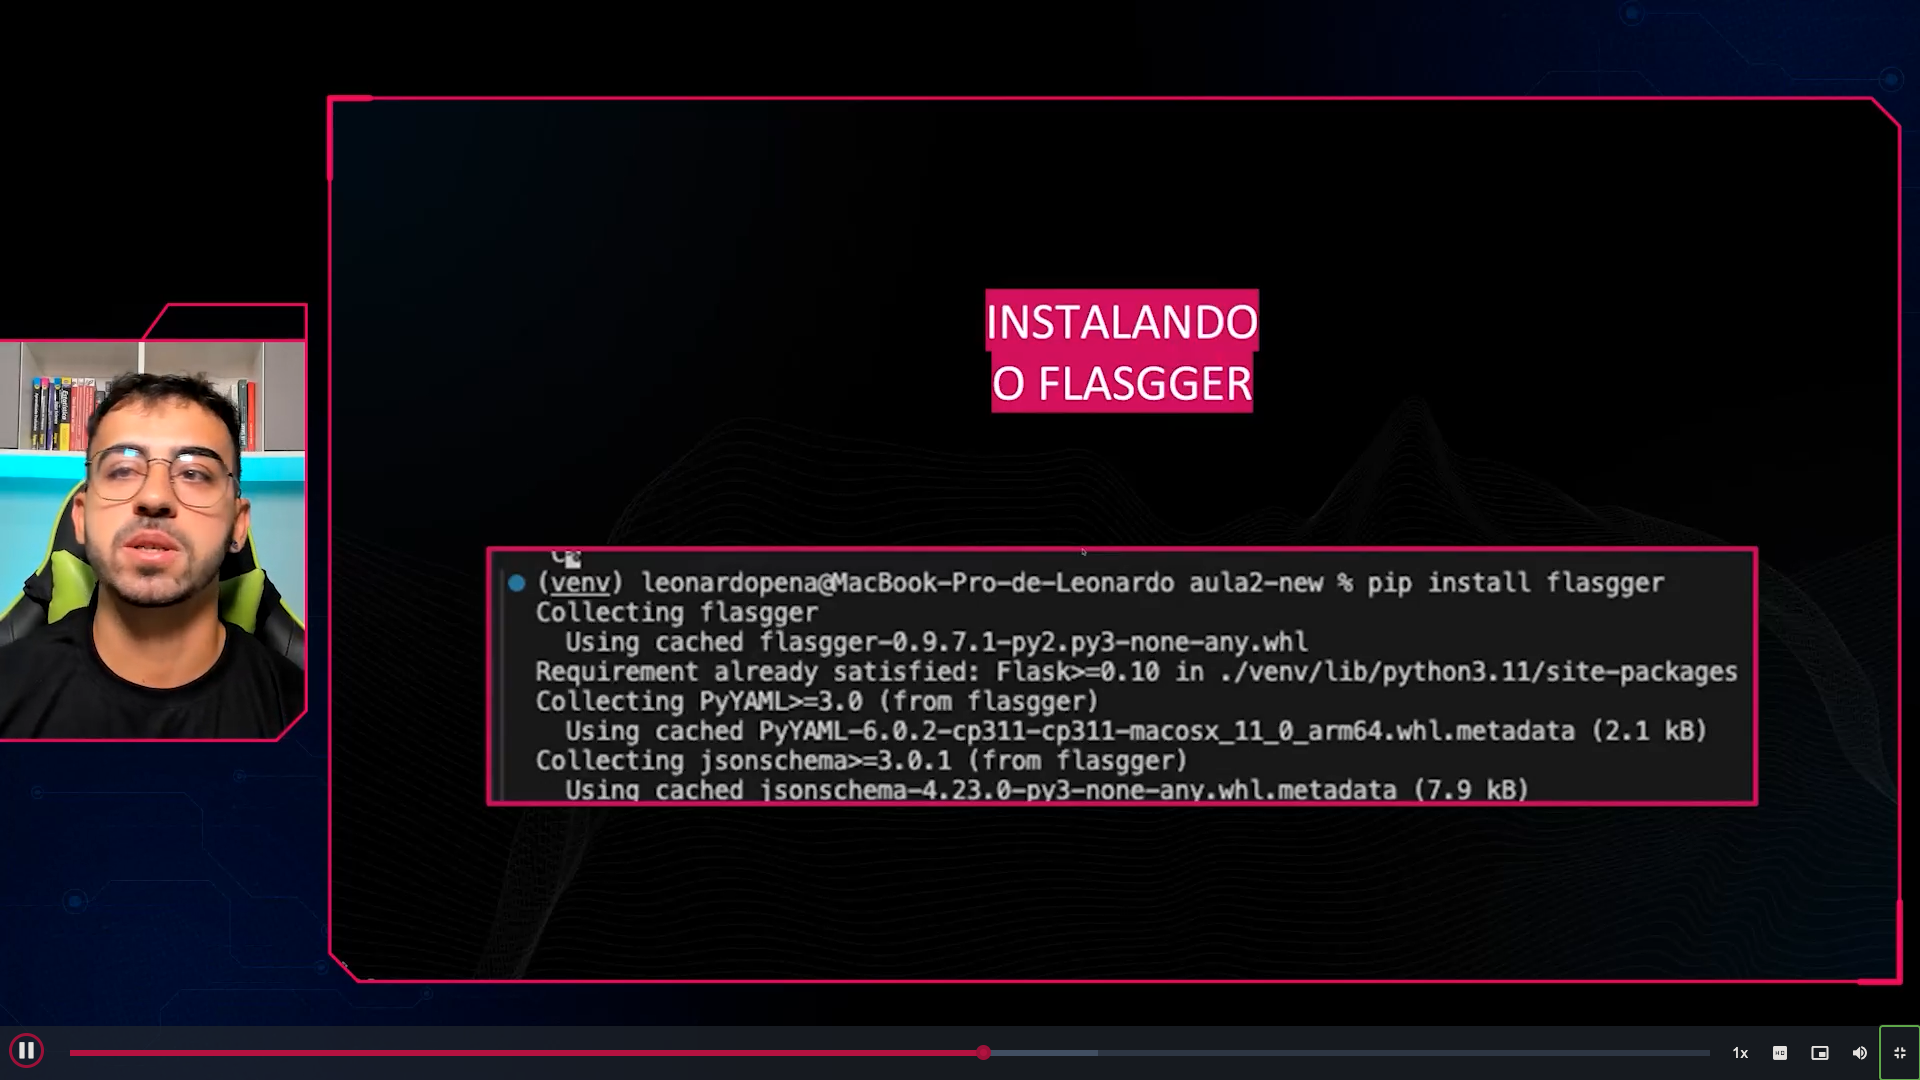 INSTALANDO
O FLASGGER
(venv) leonardopena@MacBook-Pro-de-Leonardo aula2-new % pip install flasgger
Collecting flasgger
Using cached flasgger-0.9.7.1-py2.py3-none-any.whl
Requirement already satisfied: Flask>=0.10 in ./venv/lib/python3.11/site-packages
Collecting PyYAML>=3.0 (from flasgger)
Using cached PyYAML-6.0.2-cp311-cp311-macosx_11_0_arm64.whl.metadata (2.1 kB)
Collecting jsonschema>=3.0.1 (from flasgger)
Using cached jsonschema-4.23.0-py3-none-any.whl.metadata (7.9 kB)
1x
HD